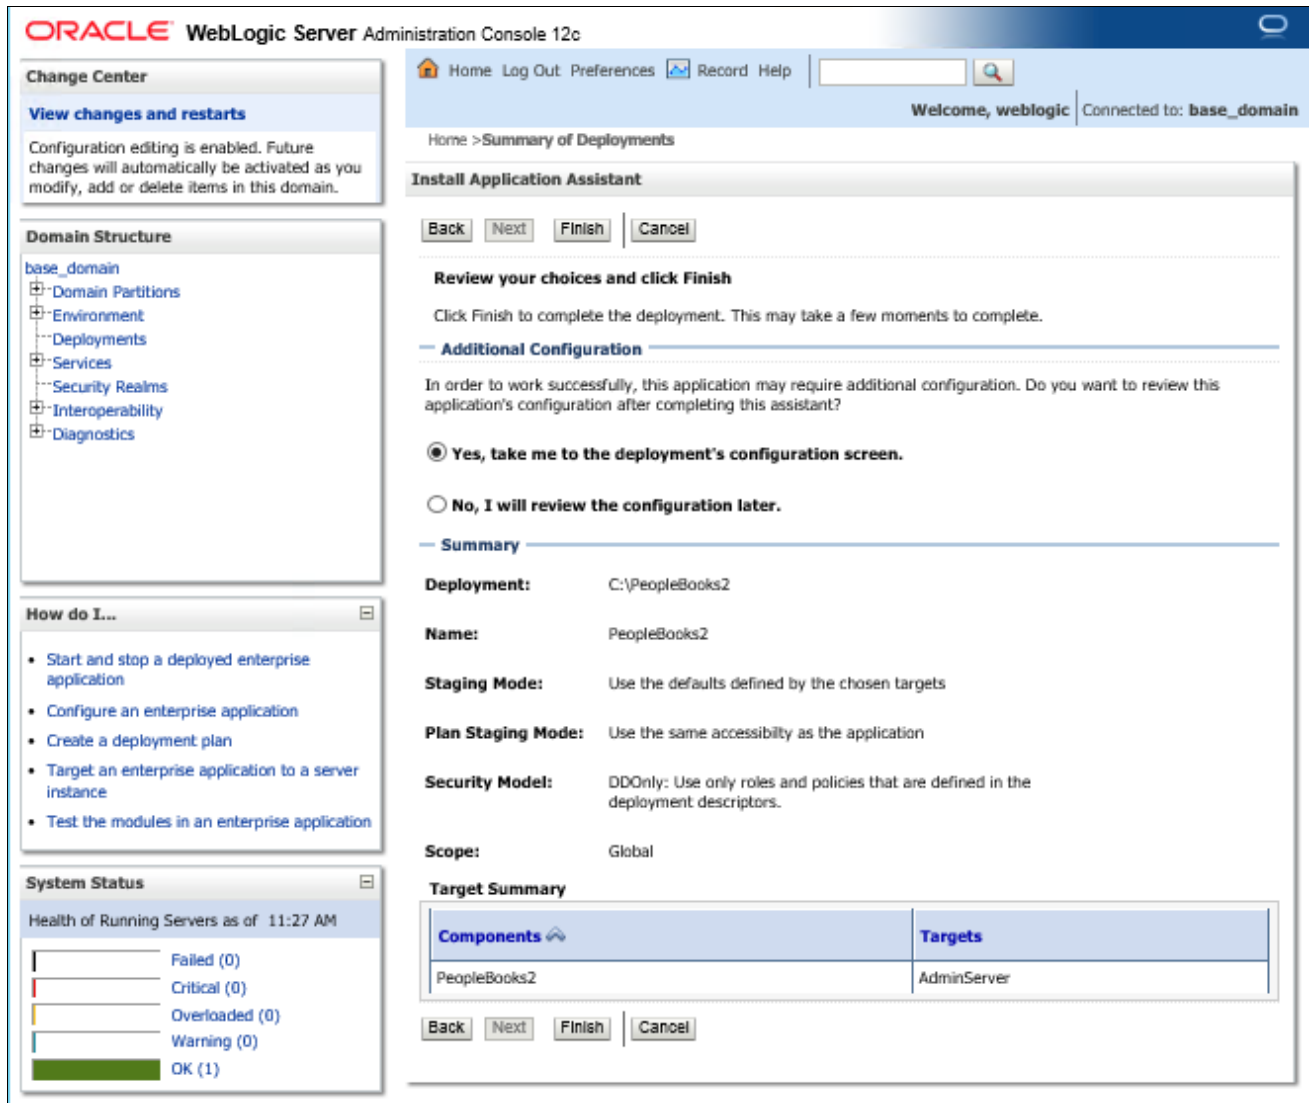 ORACLE WebLogic Server Administration Console 12c
Change Center
View changes and restarts
Configuration editing is enabled. Future
changes will automatically be activated as you
modify, add or delete items in this domain.
Domain Structure
base_domain
Domain Partitions
Environment
Deployments
Services
Security Realms
Interoperability
Diagnostics
How do I...
Start and stop a deployed enterprise
application
Configure an enterprise application
Create a deployment plan
Target an enterprise application to a server
instance
Test the modules in an enterprise application
System Status
Health of Running Servers as of 11:27 AM
Failed (0)
Critical (0)
Overloaded (0)
Warning (0)
OK (1)
Home Log Out Preferences Record Help
Welcome, weblogic Connected to: base_domain
Home >Summary of Deployments
Install Application Assistant
Back Next Finish Cancel
Review your choices and click Finish
Click Finish to complete the deployment. This may take a few moments to complete.
Additional Configuration
In order to work successfully, this application may require additional configuration. Do you want to review this
application's configuration after completing this assistant?
Yes, take me to the deployment's configuration screen.
No, I will review the configuration later.
Summary
Deployment: C:\PeopleBooks2
Name: PeopleBooks2
Staging Mode: Use the defaults defined by the chosen targets
Plan Staging Mode: Use the same accessibilty as the application
Security Model: DDOnly: Use only roles and policies that are defined in the
deployment descriptors.
Scope: Global
Target Summary
Components Targets
PeopleBooks2 AdminServer
Back Next Finish Cancel